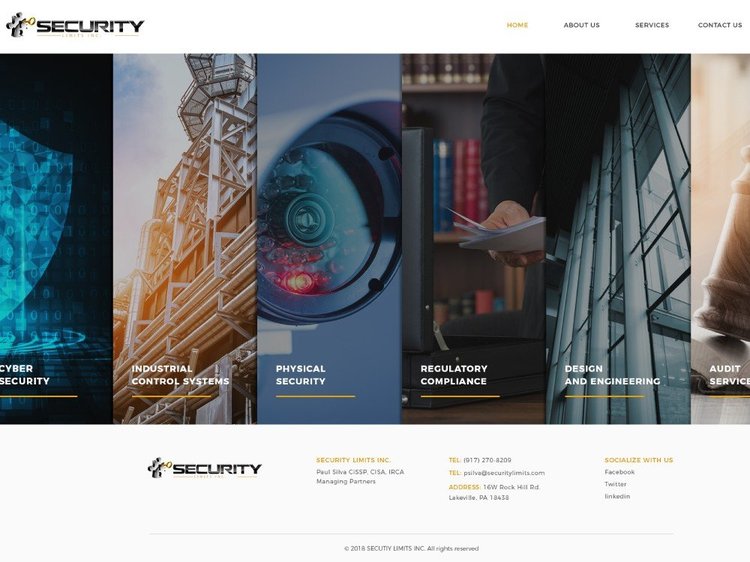 SECURITY
LIMITS INC.
HOME
ABOUT US
SERVICES
CONTACT US
CYBER
SECURITY
INDUSTRIAL
CONTROL SYSTEMS
PHYSICAL
SECURITY
REGULATORY
COMPLIANCE
DESIGN
AND ENGINEERING
AUDIT
SERVICE
SECURITY
LIMITS INC.
SECURITY LIMITS INC.
Paul Silva CISSP, CISA, IRCA
Managing Partners
TEL: (917) 270-8209
TEL: psilva@securitylimits.com
ADDRESS: 16W Rock Hill Rd.
Lakeville, PA 18438
SOCIALIZE WITH US
Facebook
Twitter
linkedin
© 2018 SECUTIY LIMITS INC. All rights reserved